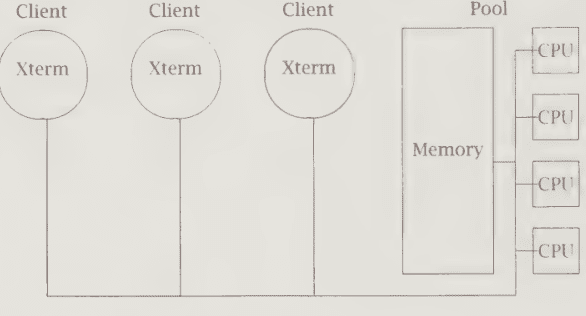 Client Client Client Pool
Xterm Xterm Xterm
CPU
CPU
Memory
CPU
CPU